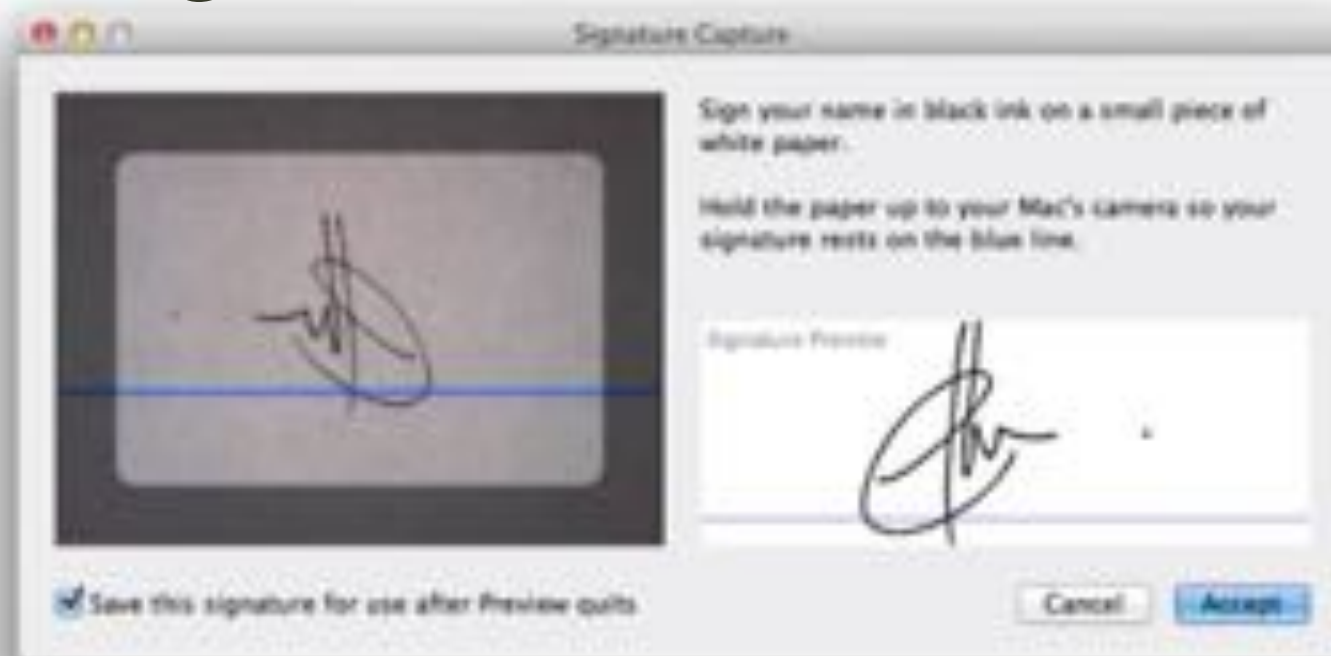 Signature Capture
Sign your name in black ink on a small piece of
white paper.
Hold the paper up to your Mac's camera so your
signature rests on the blue line.
Signature Preview
Save this signature for use after Preview quits
Cancel
Accept